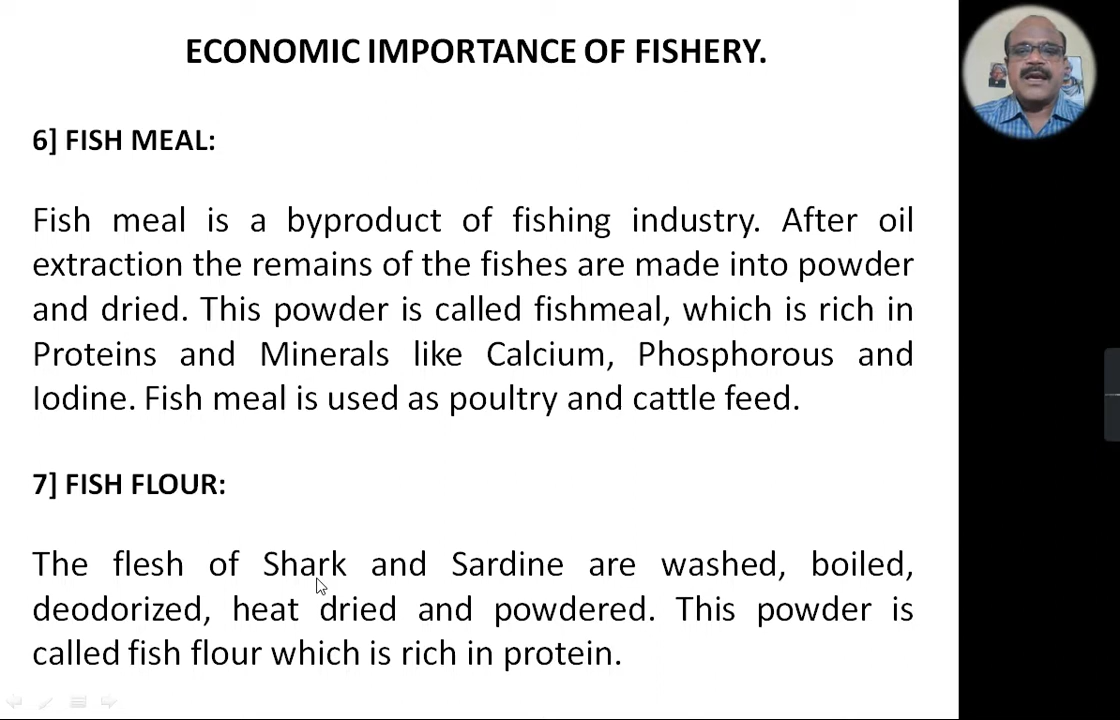 ECONOMIC IMPORTANCE OF FISHERY.
6] FISH MEAL:
Fish meal is a byproduct of fishing industry. After oil
extraction the remains of the fishes are made into powder
and dried. This powder is called fishmeal, which is rich in
Proteins and Minerals like Calcium, Phosphorous and
Iodine. Fish meal is used as poultry and cattle feed.
7] FISH FLOUR:
The flesh of Shark and Sardine are washed, boiled,
deodorized, heat dried and powdered. This powder is
called fish flour which is rich in protein.